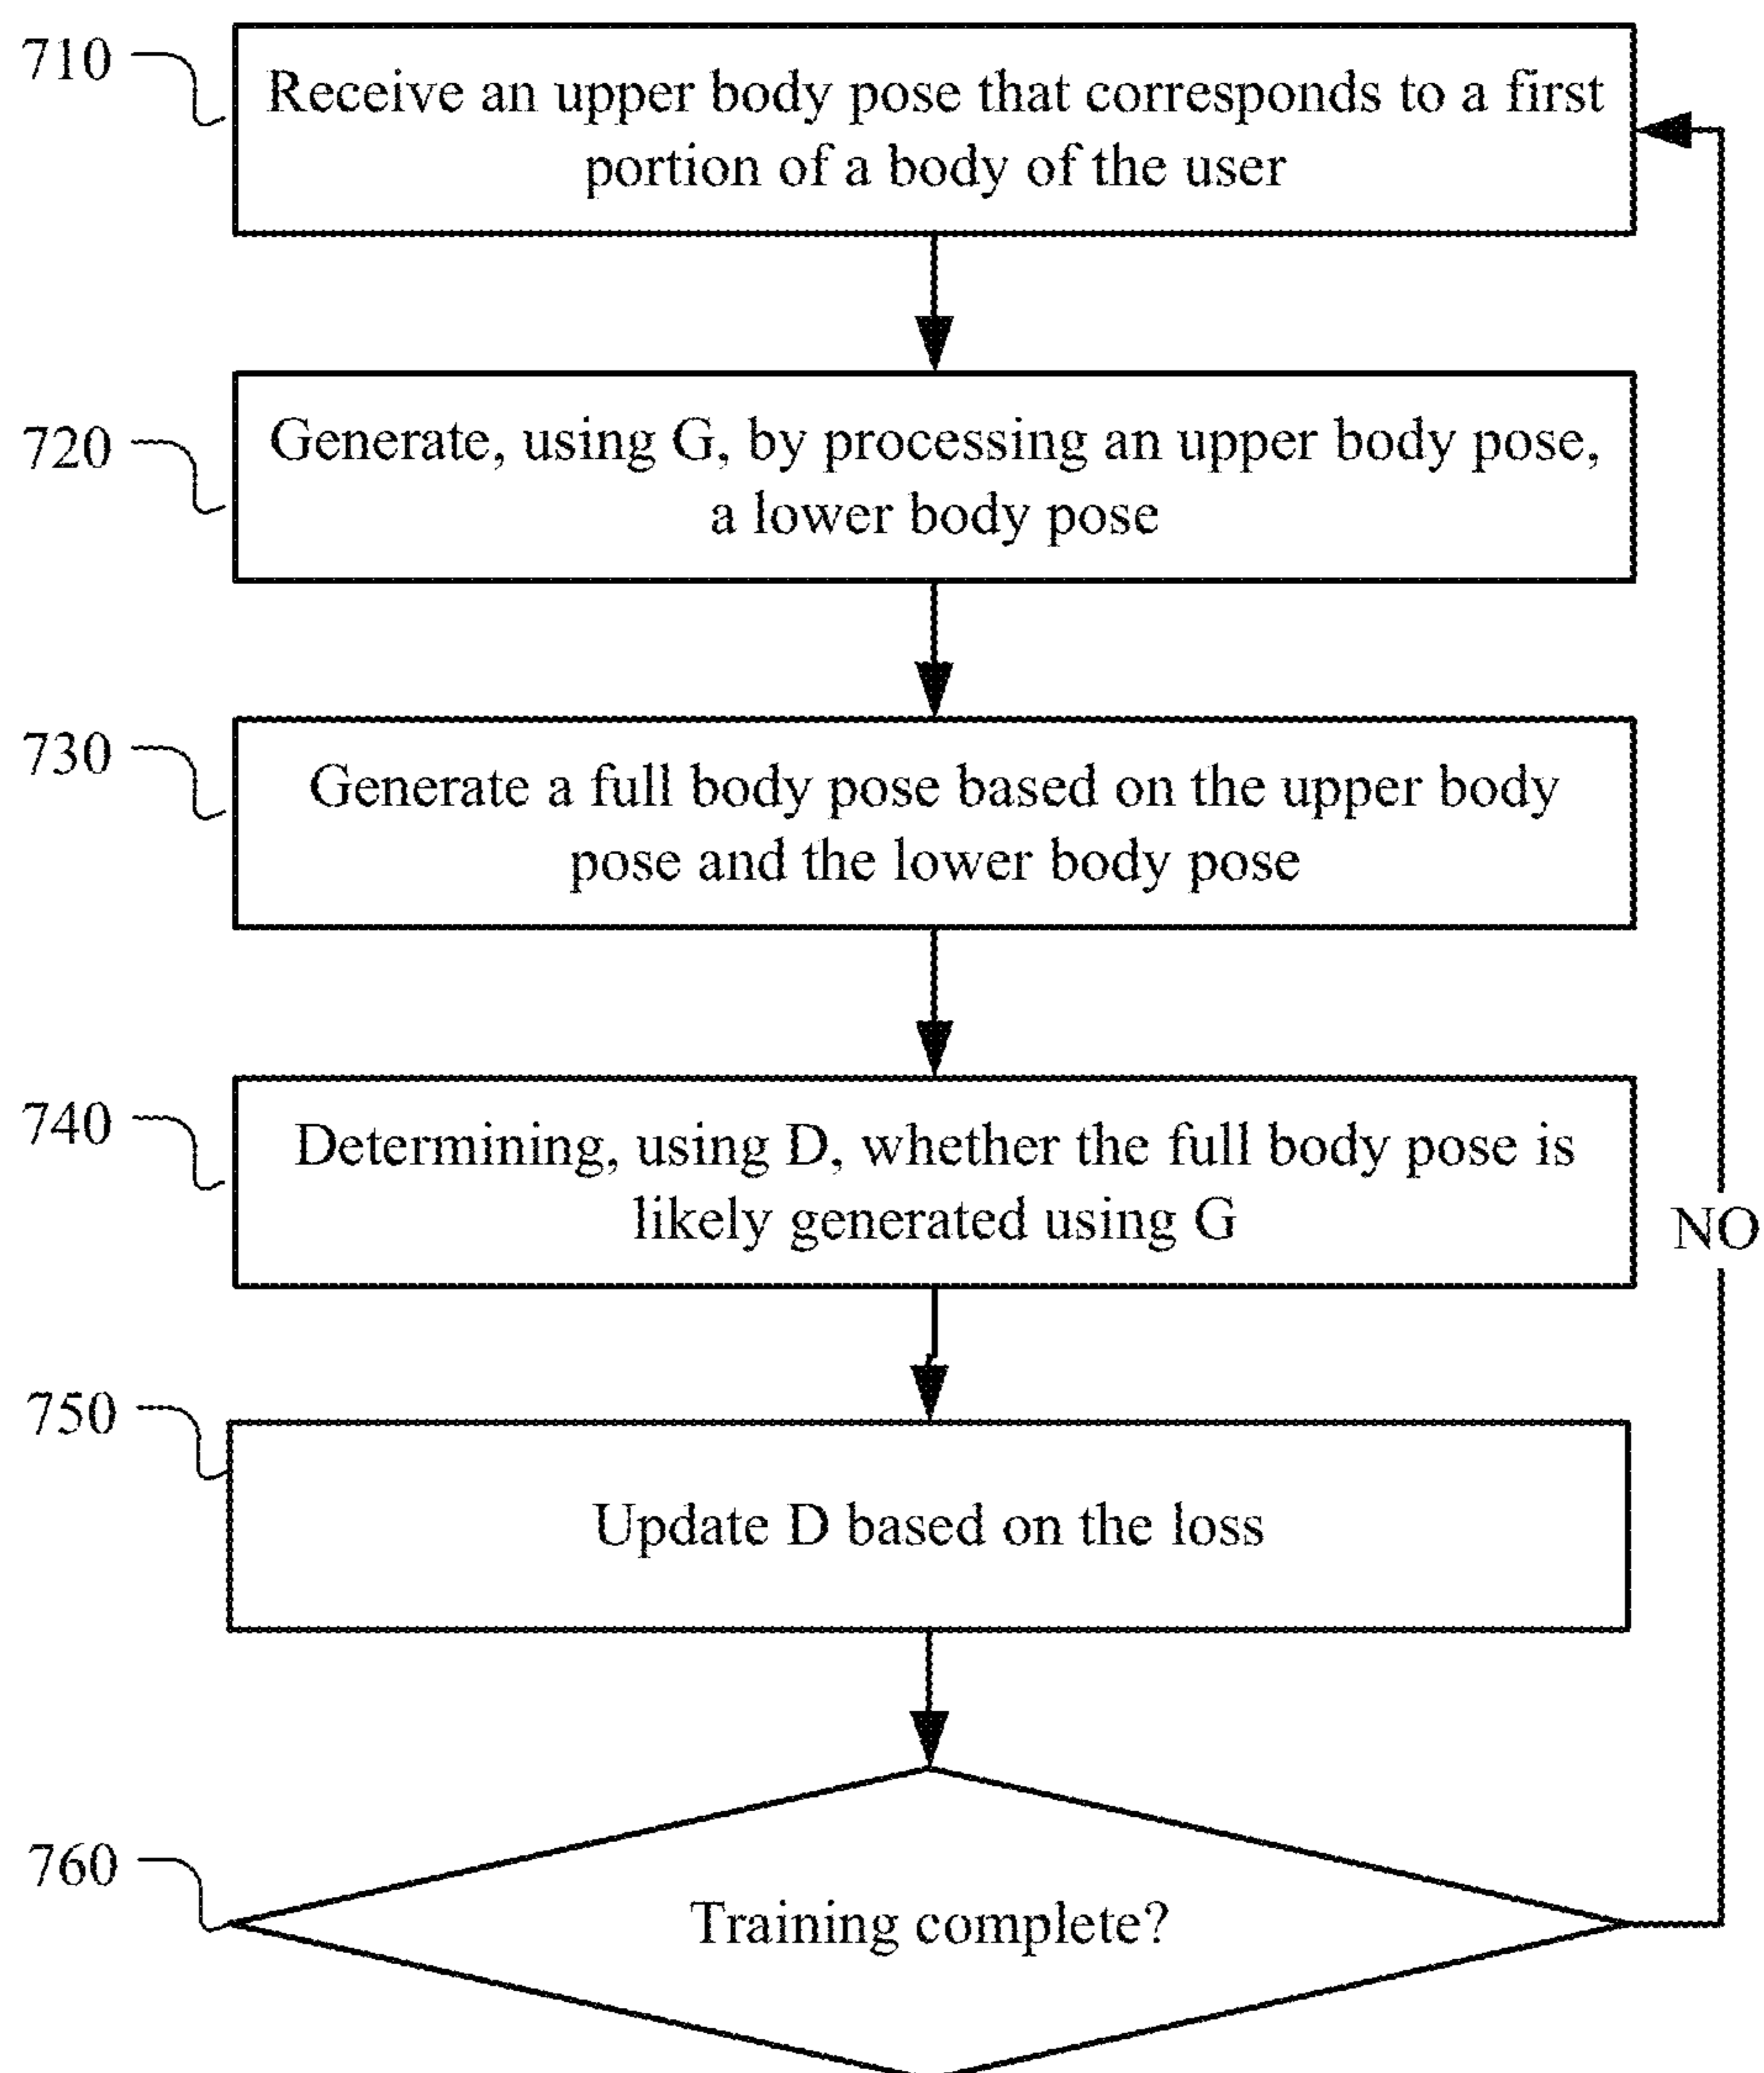 710
Receive an upper body pose that corresponds to a first
portion of a body of the user
720
Generate, using G, by processing an upper body pose,
a lower body pose
730
Generate a full body pose based on the upper body
pose and the lower body pose
740
Determining, using D, whether the full body pose is
likely generated using G
NO
750
Update D based on the loss
760
Training complete?